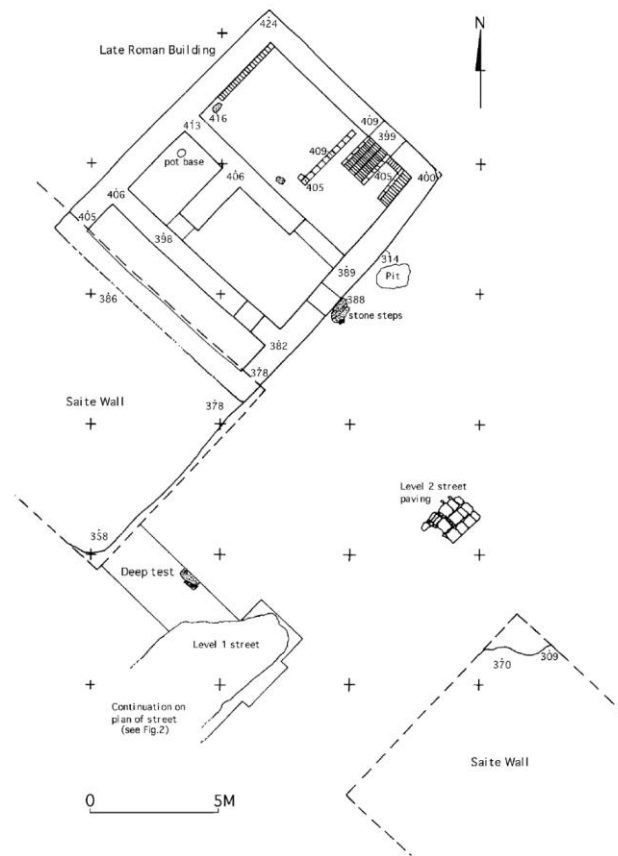 424
N
Late Roman Building
416
413
409
399
409
pot base
405
405
400
406
406
405
398
314
389
Pit
386
388
stone steps
382
378
Saite Wall
378
Level 2 street
paving
358
Deep test
Level 1 street
370
309
Continuation on
plan of street
(see Fig.2)
Saite Wall
0
5M